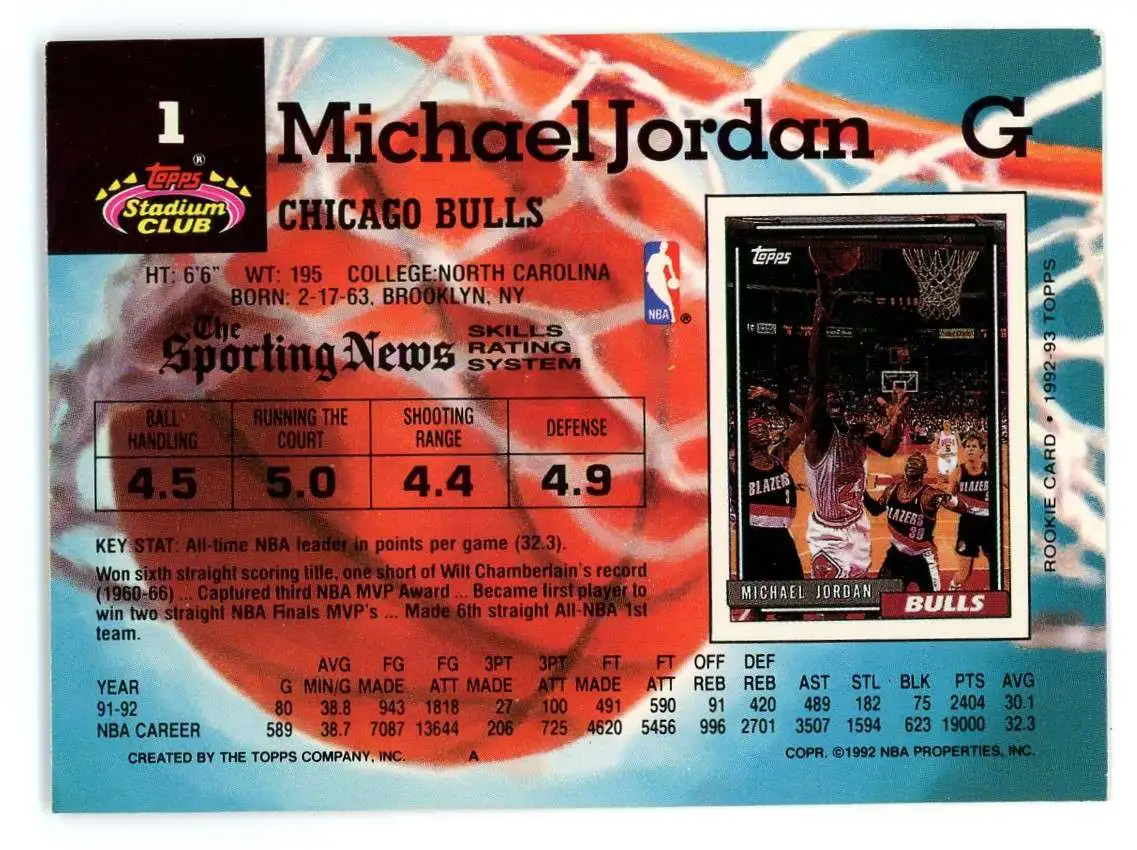 1
Topps ®
Stadium
CLUB
Michael Jordan G
CHICAGO BULLS
HT: 6'6" WT: 195 COLLEGE:NORTH CAROLINA
BORN: 2-17-63, BROOKLYN, NY
NBA ®
The
Sporting News
SKILLS
RATING
SYSTEM
BALL HANDLING RUNNING THE COURT SHOOTING RANGE DEFENSE
4.5 5.0 4.4 4.9
KEY STAT: All-time NBA leader in points per game (32.3).
Won sixth straight scoring title, one short of Wilt Chamberlain's record
(1960-66) ... Captured third NBA MVP Award ... Became first player to
win two straight NBA Finals MVP's ... Made 6th straight All-NBA 1st
team.
Topps
BLAZERS
3
BLAZERS
30
BLAZER
MICHAEL JORDAN
BULLS
ROOKIE CARD • 1992-93 TOPPS
AVG FG FG 3PT 3PT FT FT OFF DEF
YEAR G MIN/G MADE ATT MADE ATT MADE ATT REB REB AST STL BLK PTS AVG
91-92 80 38.8 943 1818 27 100 491 590 91 420 489 182 75 2404 30.1
NBA CAREER 589 38.7 7087 13644 206 725 4620 5456 996 2701 3507 1594 623 19000 32.3
CREATED BY THE TOPPS COMPANY, INC. A COPR. ©1992 NBA PROPERTIES, INC.